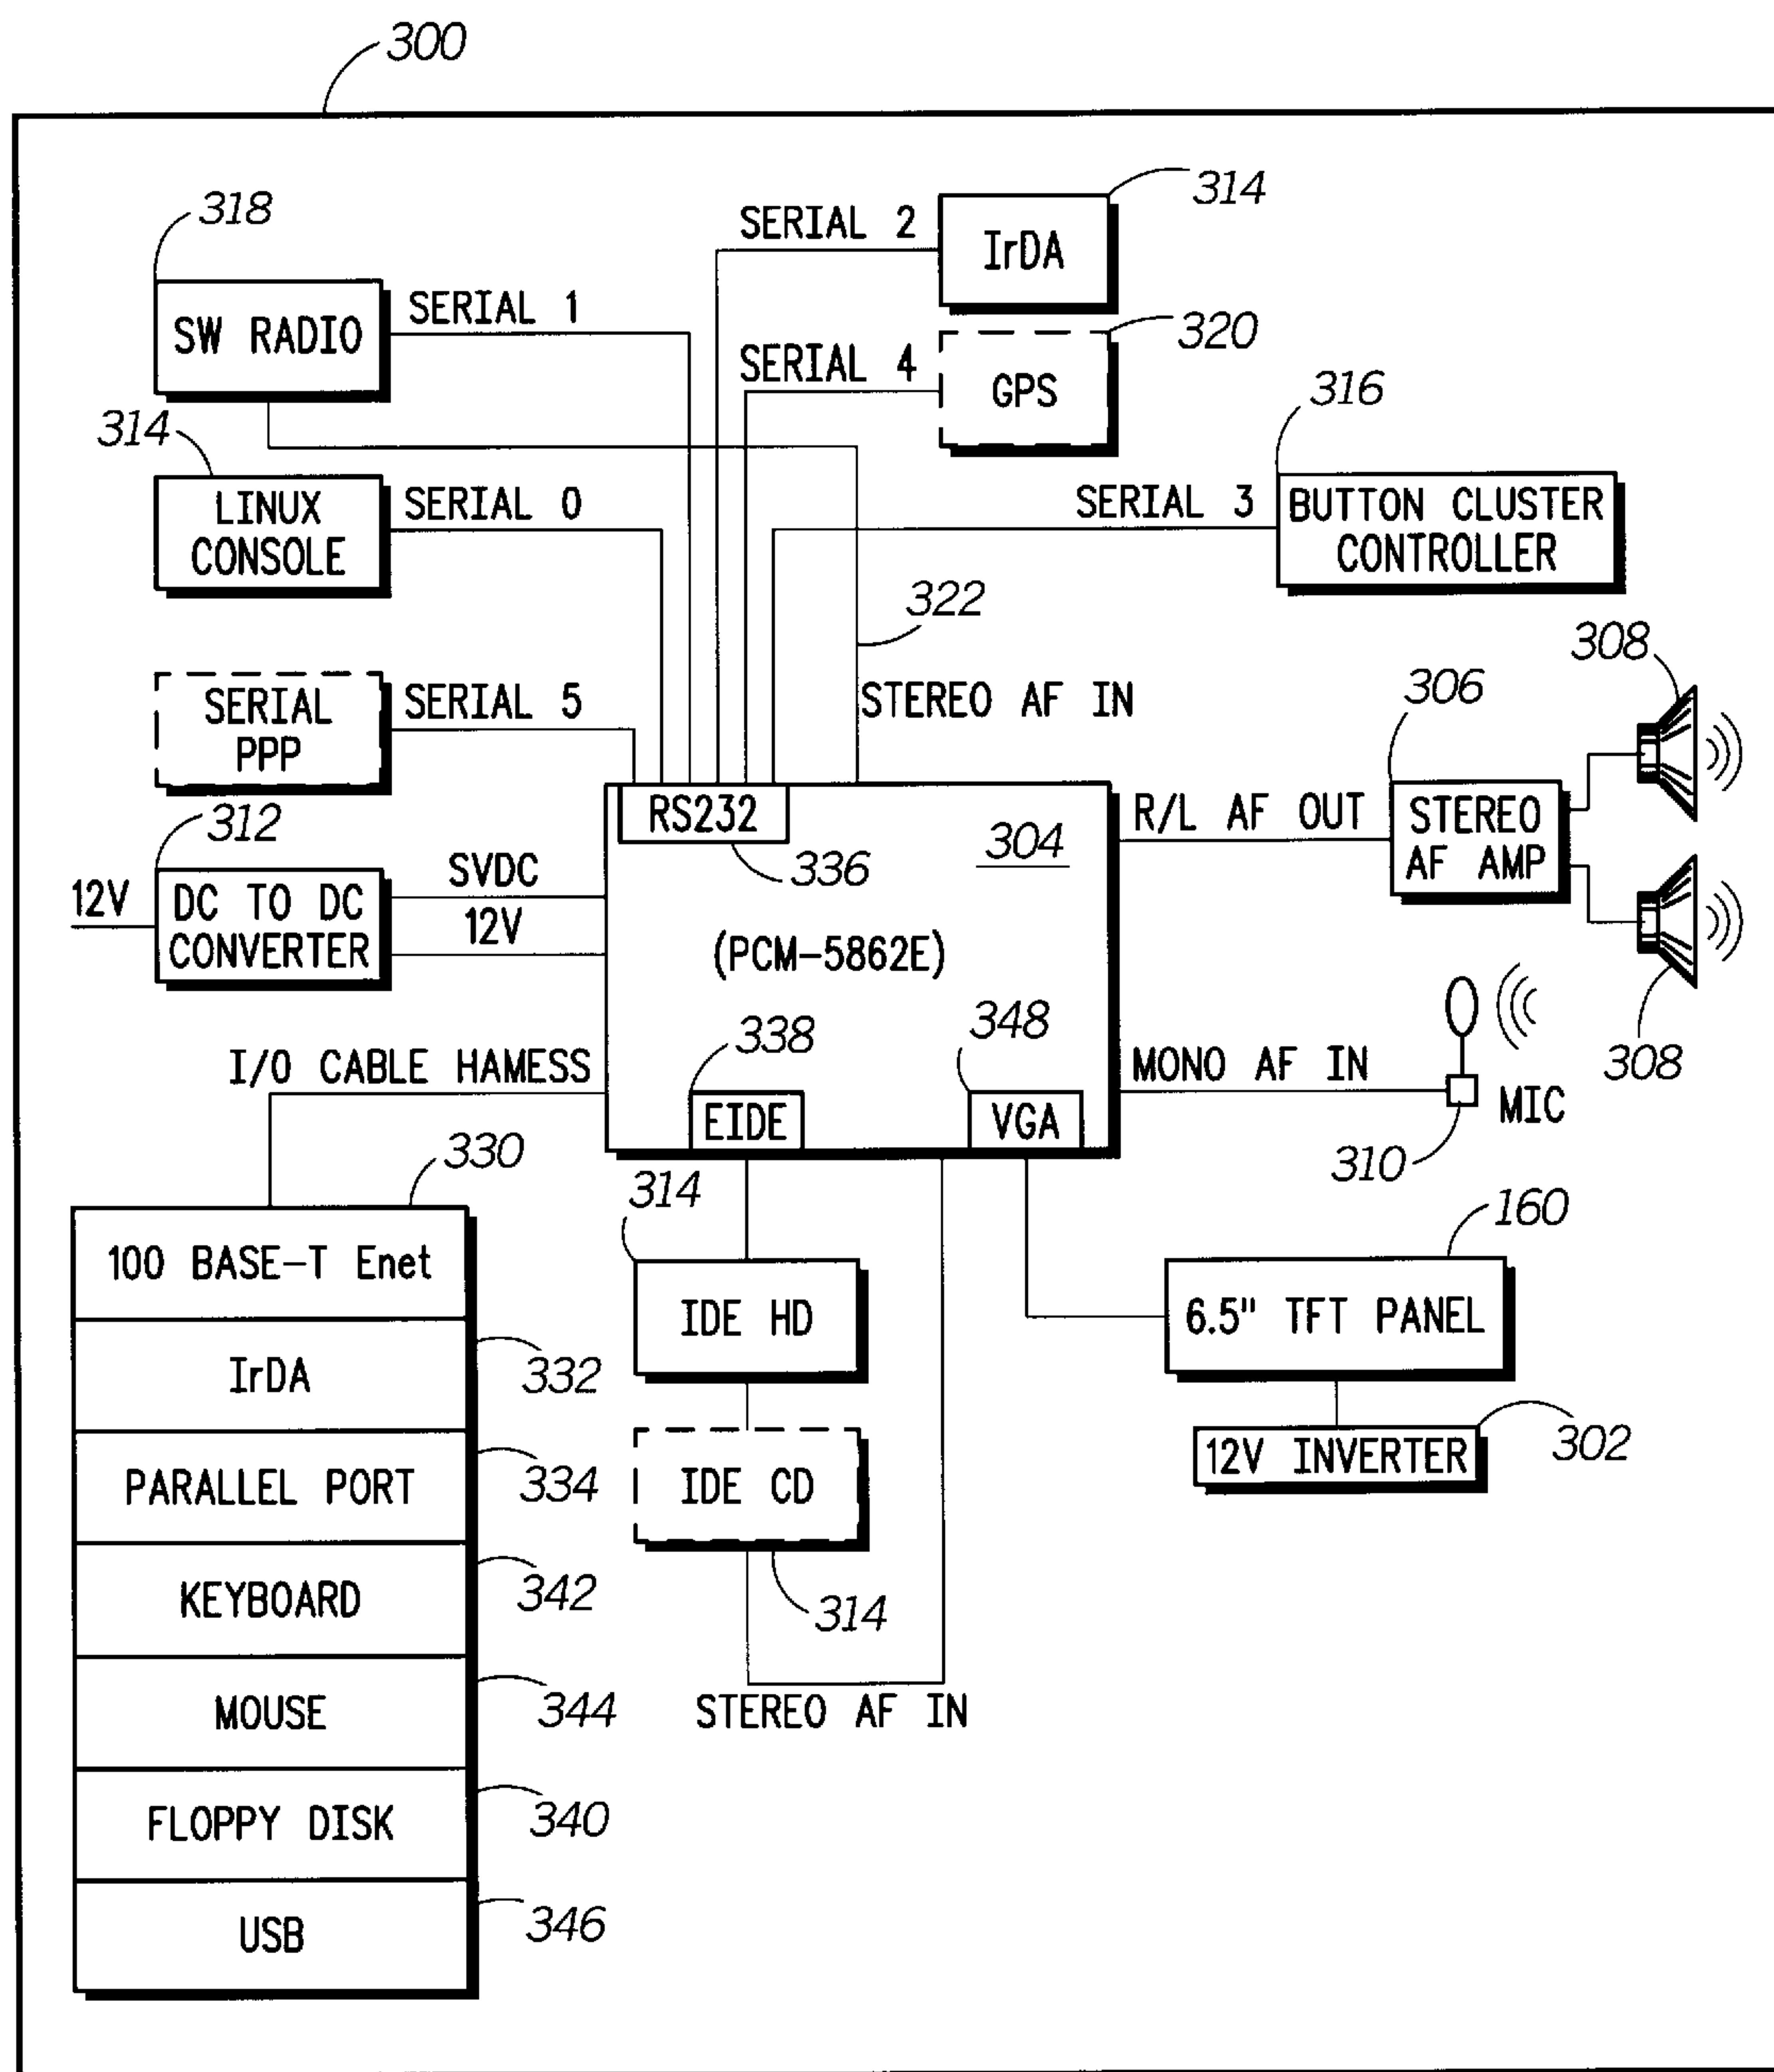 300
318
SERIAL 2
314
IrDA
SW RADIO
SERIAL 1
SERIAL 4
320
GPS
314
316
LINUX
CONSOLE
SERIAL 0
SERIAL 3
BUTTON CLUSTER
CONTROLLER
322
SERIAL
PPP
SERIAL 5
STEREO AF IN
306
308
312
RS232
336
304
R/L AF OUT
STEREO
AF AMP
12V
DC TO DC
CONVERTER
SVDC
12V
(PCM-5862E)
308
I/O CABLE HAMESS
338
EIDE
348
VGA
MONO AF IN
MIC
310
330
314
160
100 BASE-T Enet
IrDA
332
PARALLEL PORT
334
KEYBOARD
342
MOUSE
344
FLOPPY DISK
340
USB
346
IDE HD
IDE CD
314
STEREO AF IN
6.5" TFT PANEL
12V INVERTER
302